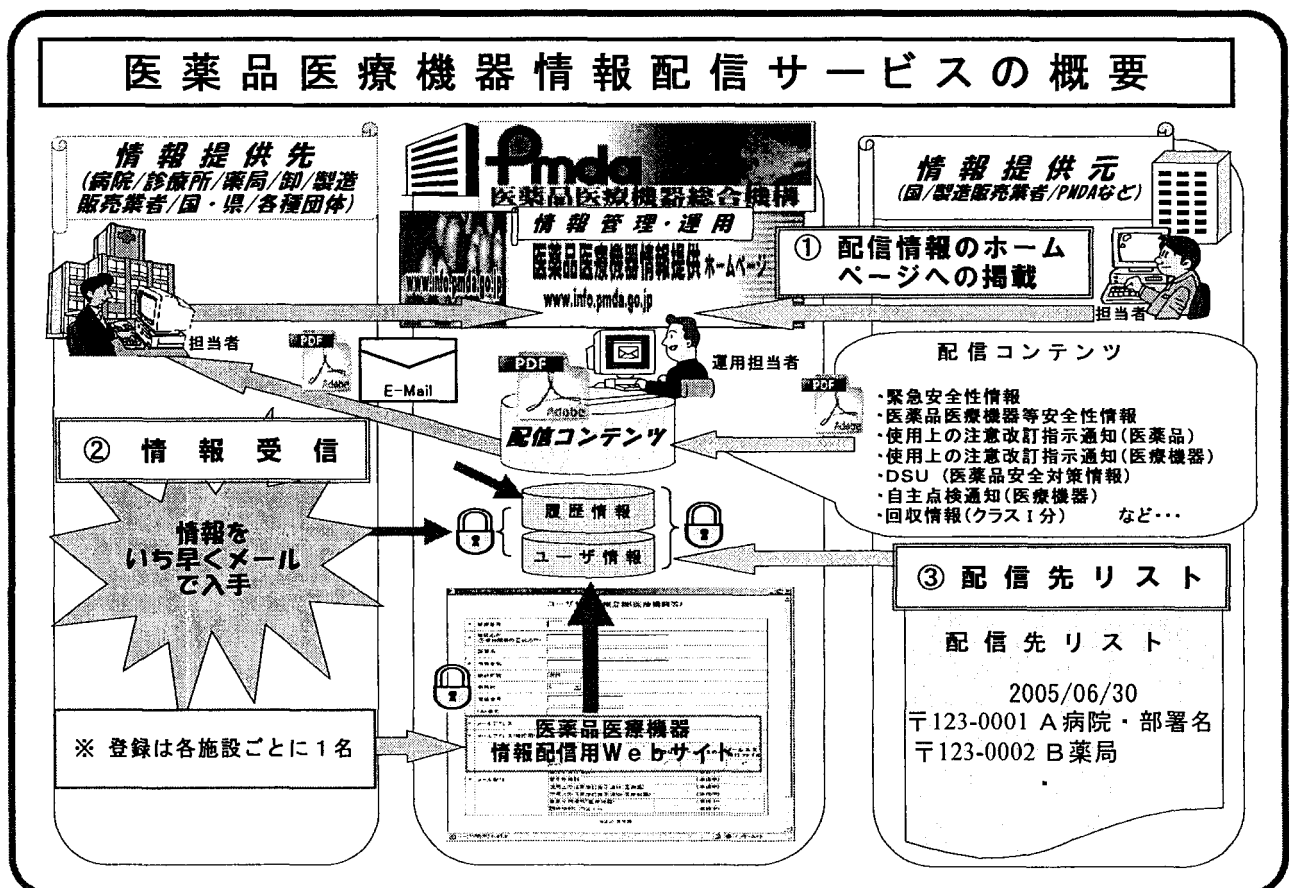 医薬品医療機器情報配信サービスの概要
情報提供先
(病院/診療所/薬局/卸/製造
販売業者/国・県/各種団体)
担当者
PDF
Adobe
E-Mail
② 情報受信
情報を
いち早くメール
で入手
※ 登録は各施設ごとに1名
Pmda
医薬品医療機器総合機構
情報管理・運用
www.info.pmda.go.jp
医薬品医療機器情報提供ホームページ
www.info.pmda.go.jp
運用担当者
PDF
Adobe
配信コンテンツ
履歴情報
ユーザ情報
医薬品医療機器
情報配信用Webサイト
情報提供元
(国/製造販売業者/PMDAなど)
① 配信情報のホーム
ページへの掲載
担当者
PDF
Adobe
配信コンテンツ
・緊急安全性情報
・医薬品医療機器等安全性情報
・使用上の注意改訂指示通知(医薬品)
・使用上の注意改訂指示通知(医療機器)
・DSU (医薬品安全対策情報)
・自主点検通知(医療機器)
・回収情報(クラスⅠ分) など・・・
③ 配信先リスト
配信先リスト
2005/06/30
〒123-0001 A病院・部署名
〒123-0002 B薬局
・